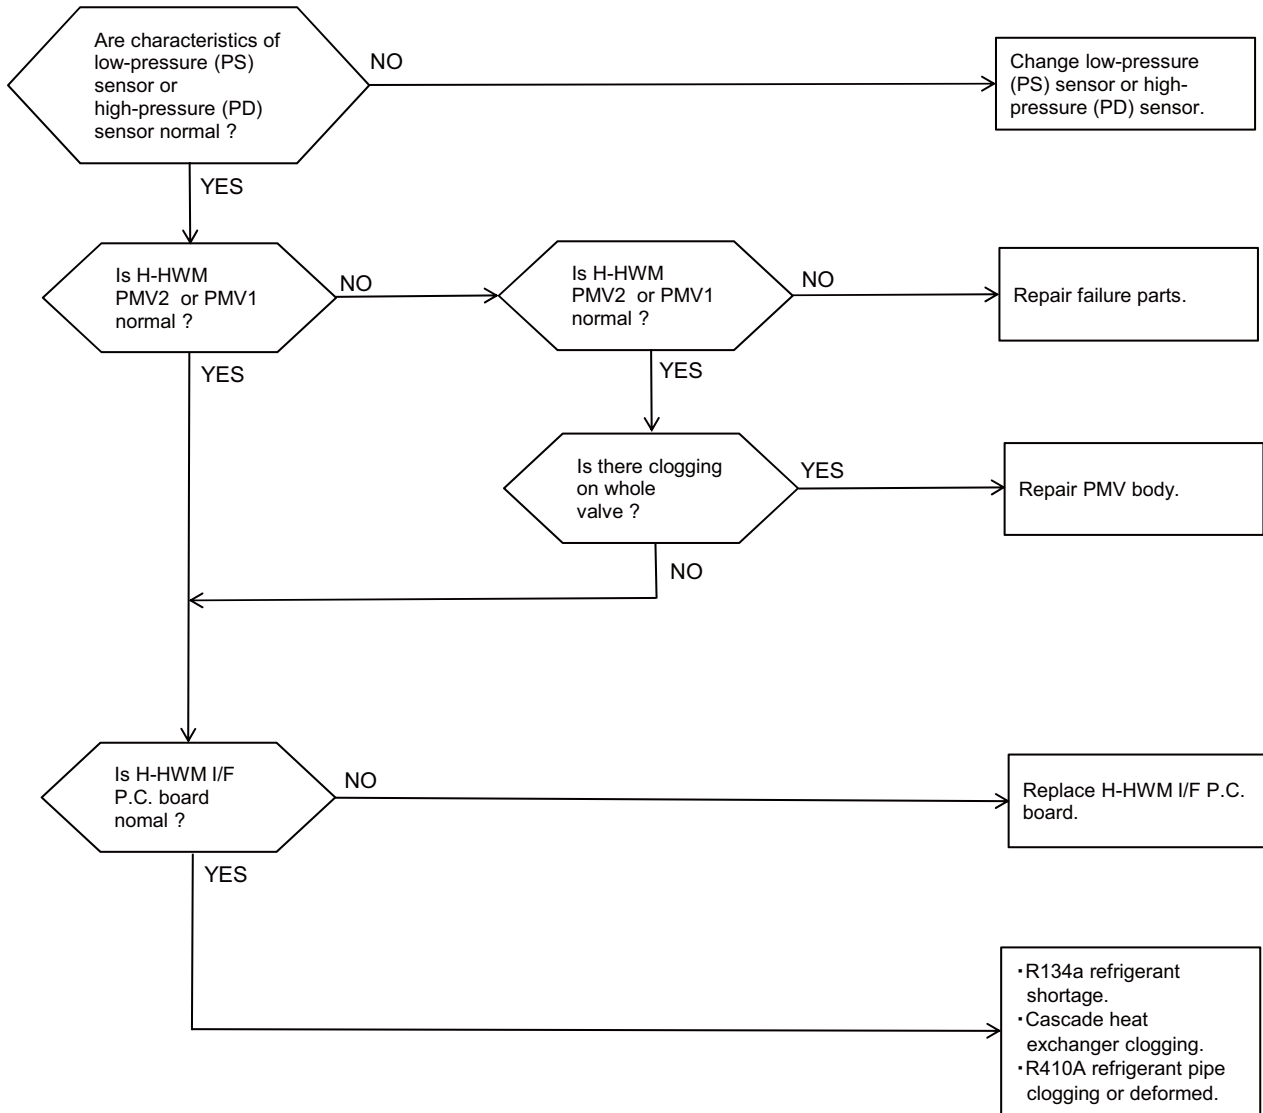 Are characteristics of
low-pressure (PS)
sensor or
high-pressure (PD)
sensor normal ?
NO
Change low-pressure
(PS) sensor or high-
pressure (PD) sensor.
YES
Is H-HWM
PMV2 or PMV1
normal ?
NO
Is H-HWM
PMV2 or PMV1
normal ?
NO
Repair failure parts.
YES
YES
Is there clogging
on whole
valve ?
YES
Repair PMV body.
NO
Is H-HWM I/F
P.C. board
nomal ?
NO
Replace H-HWM I/F P.C.
board.
YES
・R134a refrigerant
shortage.
・Cascade heat
exchanger clogging.
・R410A refrigerant pipe
clogging or deformed.